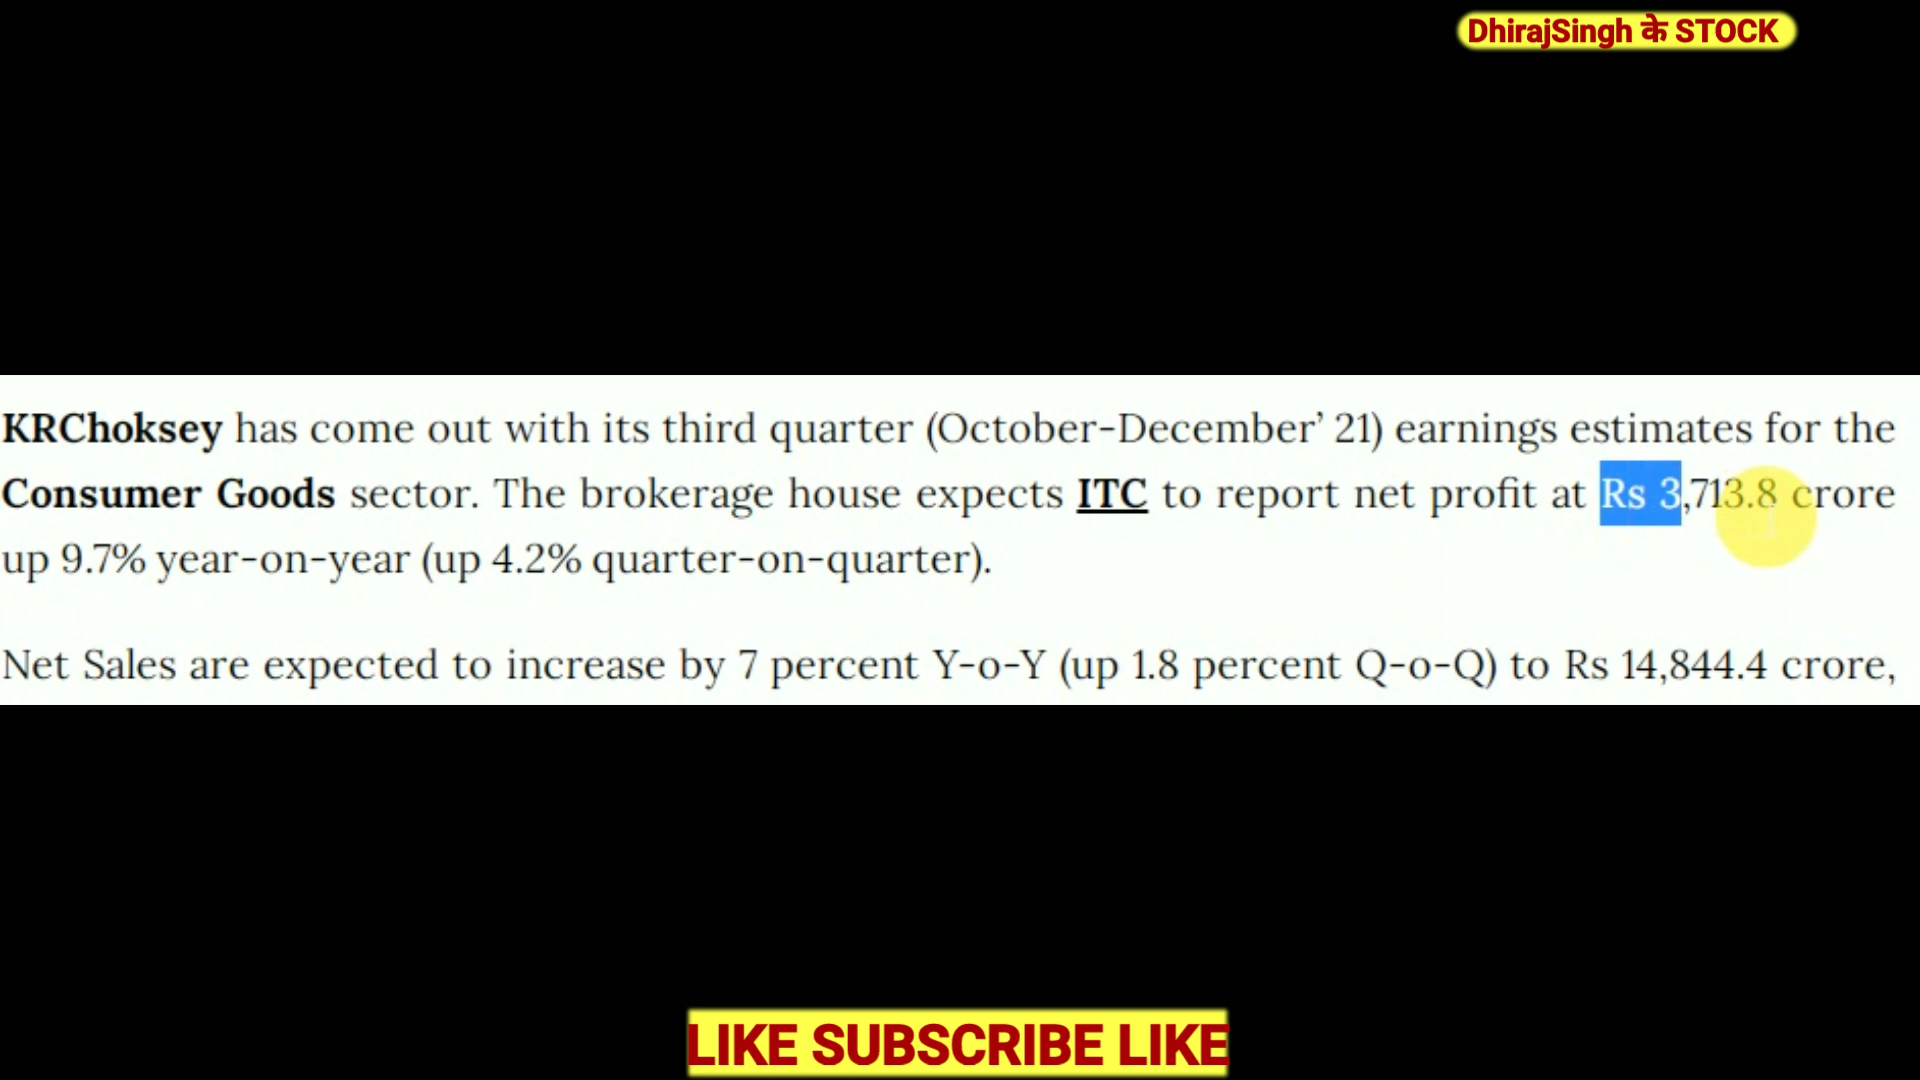 DhirajSingh के STOCK
KRChoksey has come out with its third quarter (October-December’ 21) earnings estimates for the
Consumer Goods sector. The brokerage house expects ITC to report net profit at Rs 3,713.8 crore
up 9.7% year-on-year (up 4.2% quarter-on-quarter).
Net Sales are expected to increase by 7 percent Y-o-Y (up 1.8 percent Q-o-Q) to Rs 14,844.4 crore,
LIKE SUBSCRIBE LIKE